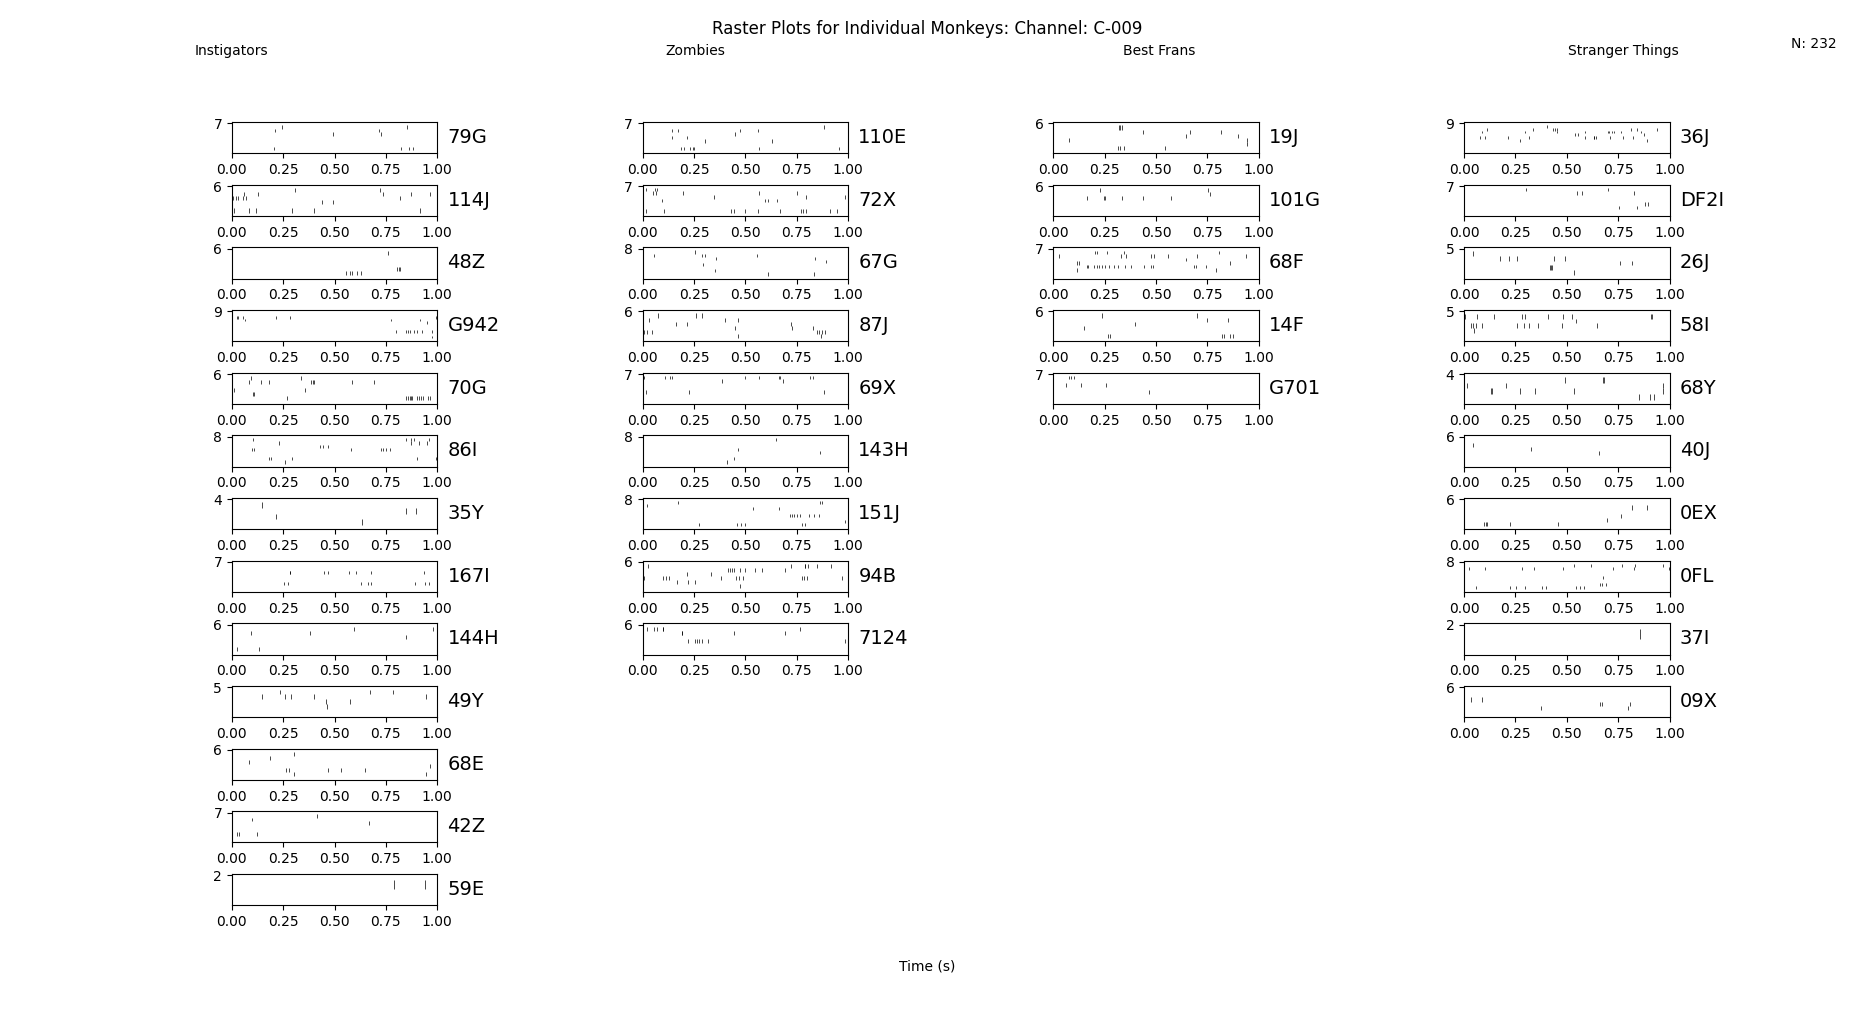 Raster Plots for Individual Monkeys: Channel: C-009
Instigators Zombies Best Frans Stranger Things N: 232
7 79G 7 110E 6 19J 9 36J
0.00 0.25 0.50 0.75 1.00 0.00 0.25 0.50 0.75 1.00 0.00 0.25 0.50 0.75 1.00 0.00 0.25 0.50 0.75 1.00
6 114J 7 72X 6 101G 7 DF2I
0.00 0.25 0.50 0.75 1.00 0.00 0.25 0.50 0.75 1.00 0.00 0.25 0.50 0.75 1.00 0.00 0.25 0.50 0.75 1.00
6 48Z 8 67G 7 68F 5 26J
0.00 0.25 0.50 0.75 1.00 0.00 0.25 0.50 0.75 1.00 0.00 0.25 0.50 0.75 1.00 0.00 0.25 0.50 0.75 1.00
9 G942 6 87J 6 14F 5 58I
0.00 0.25 0.50 0.75 1.00 0.00 0.25 0.50 0.75 1.00 0.00 0.25 0.50 0.75 1.00 0.00 0.25 0.50 0.75 1.00
6 70G 7 69X 7 G701 4 68Y
0.00 0.25 0.50 0.75 1.00 0.00 0.25 0.50 0.75 1.00 0.00 0.25 0.50 0.75 1.00 0.00 0.25 0.50 0.75 1.00
8 86I 8 143H 6 40J
0.00 0.25 0.50 0.75 1.00 0.00 0.25 0.50 0.75 1.00 0.00 0.25 0.50 0.75 1.00
4 35Y 8 151J 6 0EX
0.00 0.25 0.50 0.75 1.00 0.00 0.25 0.50 0.75 1.00 0.00 0.25 0.50 0.75 1.00
7 167I 6 94B 8 0FL
0.00 0.25 0.50 0.75 1.00 0.00 0.25 0.50 0.75 1.00 0.00 0.25 0.50 0.75 1.00
6 144H 6 7124 2 37I
0.00 0.25 0.50 0.75 1.00 0.00 0.25 0.50 0.75 1.00 0.00 0.25 0.50 0.75 1.00
5 49Y 6 09X
0.00 0.25 0.50 0.75 1.00 0.00 0.25 0.50 0.75 1.00
6 68E
0.00 0.25 0.50 0.75 1.00
7 42Z
0.00 0.25 0.50 0.75 1.00
2 59E
0.00 0.25 0.50 0.75 1.00
Time (s)